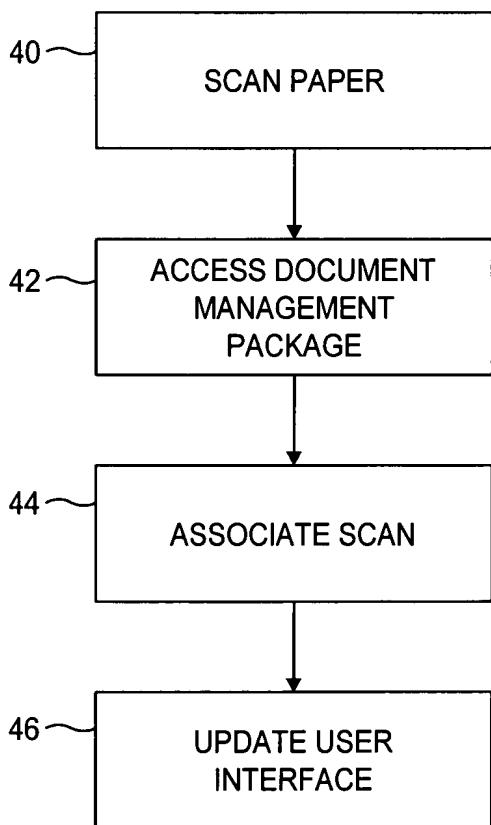 40
SCAN PAPER
42
ACCESS DOCUMENT
MANAGEMENT
PACKAGE
44
ASSOCIATE SCAN
46
UPDATE USER
INTERFACE